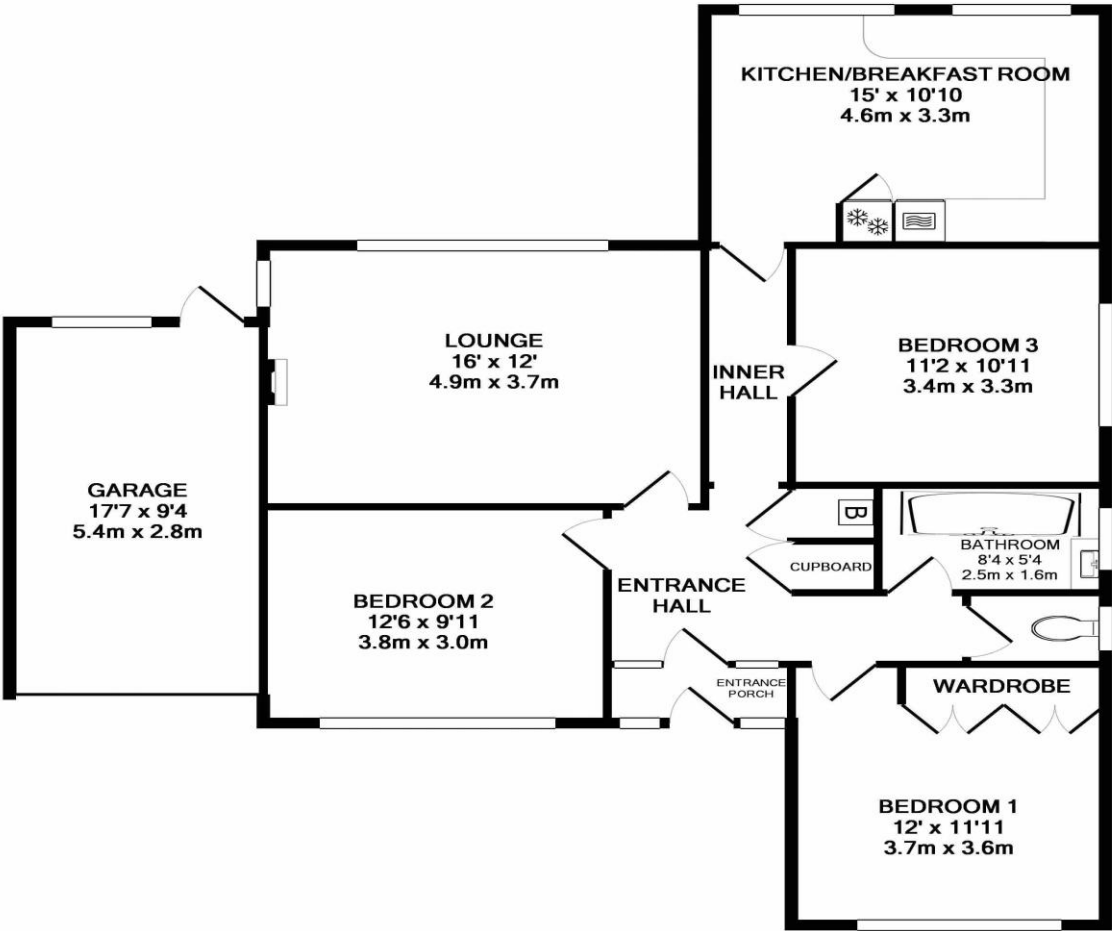 KITCHEN/BREAKFAST ROOM
15' x 10'10
4.6m x 3.3m
LOUNGE
16' x 12'
4.9m x 3.7m
INNER
HALL
BEDROOM 3
11'2 x 10'11
3.4m x 3.3m
GARAGE
17'7 x 9'4
5.4m x 2.8m
B
BATHROOM
8'4 x 5'4
2.5m x 1.6m
CUPBOARD
ENTRANCE
HALL
BEDROOM 2
12'6 x 9'11
3.8m x 3.0m
ENTRANCE
PORCH
WARDROBE
BEDROOM 1
12' x 11'11
3.7m x 3.6m